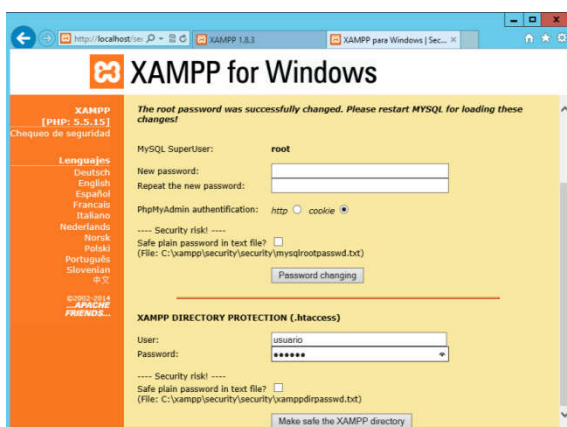 http://localhost/sec
XAMPP 1.8.3
XAMPP para Windows | Sec...
XAMPP for Windows
XAMPP
[PHP: 5.5.15]
Chequeo de seguridad
Lenguajes
Deutsch
English
Español
Francais
Italiano
Nederlands
Norsk
Polski
Português
Slovenian
中文
©2002-2014
...APACHE
FRIENDS...
The root password was successfully changed. Please restart MYSQL for loading these
changes!
MySQL SuperUser: root
New password:
Repeat the new password:
PhpMyAdmin authentification: http cookie
---- Security risk! ----
Safe plain password in text file?
(File: C:\xampp\security\security\mysqlrootpasswd.txt)
Password changing
XAMPP DIRECTORY PROTECTION (.htaccess)
User: usuario
Password: ●●●●●●
---- Security risk! ----
Safe plain password in text file?
(File: C:\xampp\security\security\xamppdirpasswd.txt)
Make safe the XAMPP directory